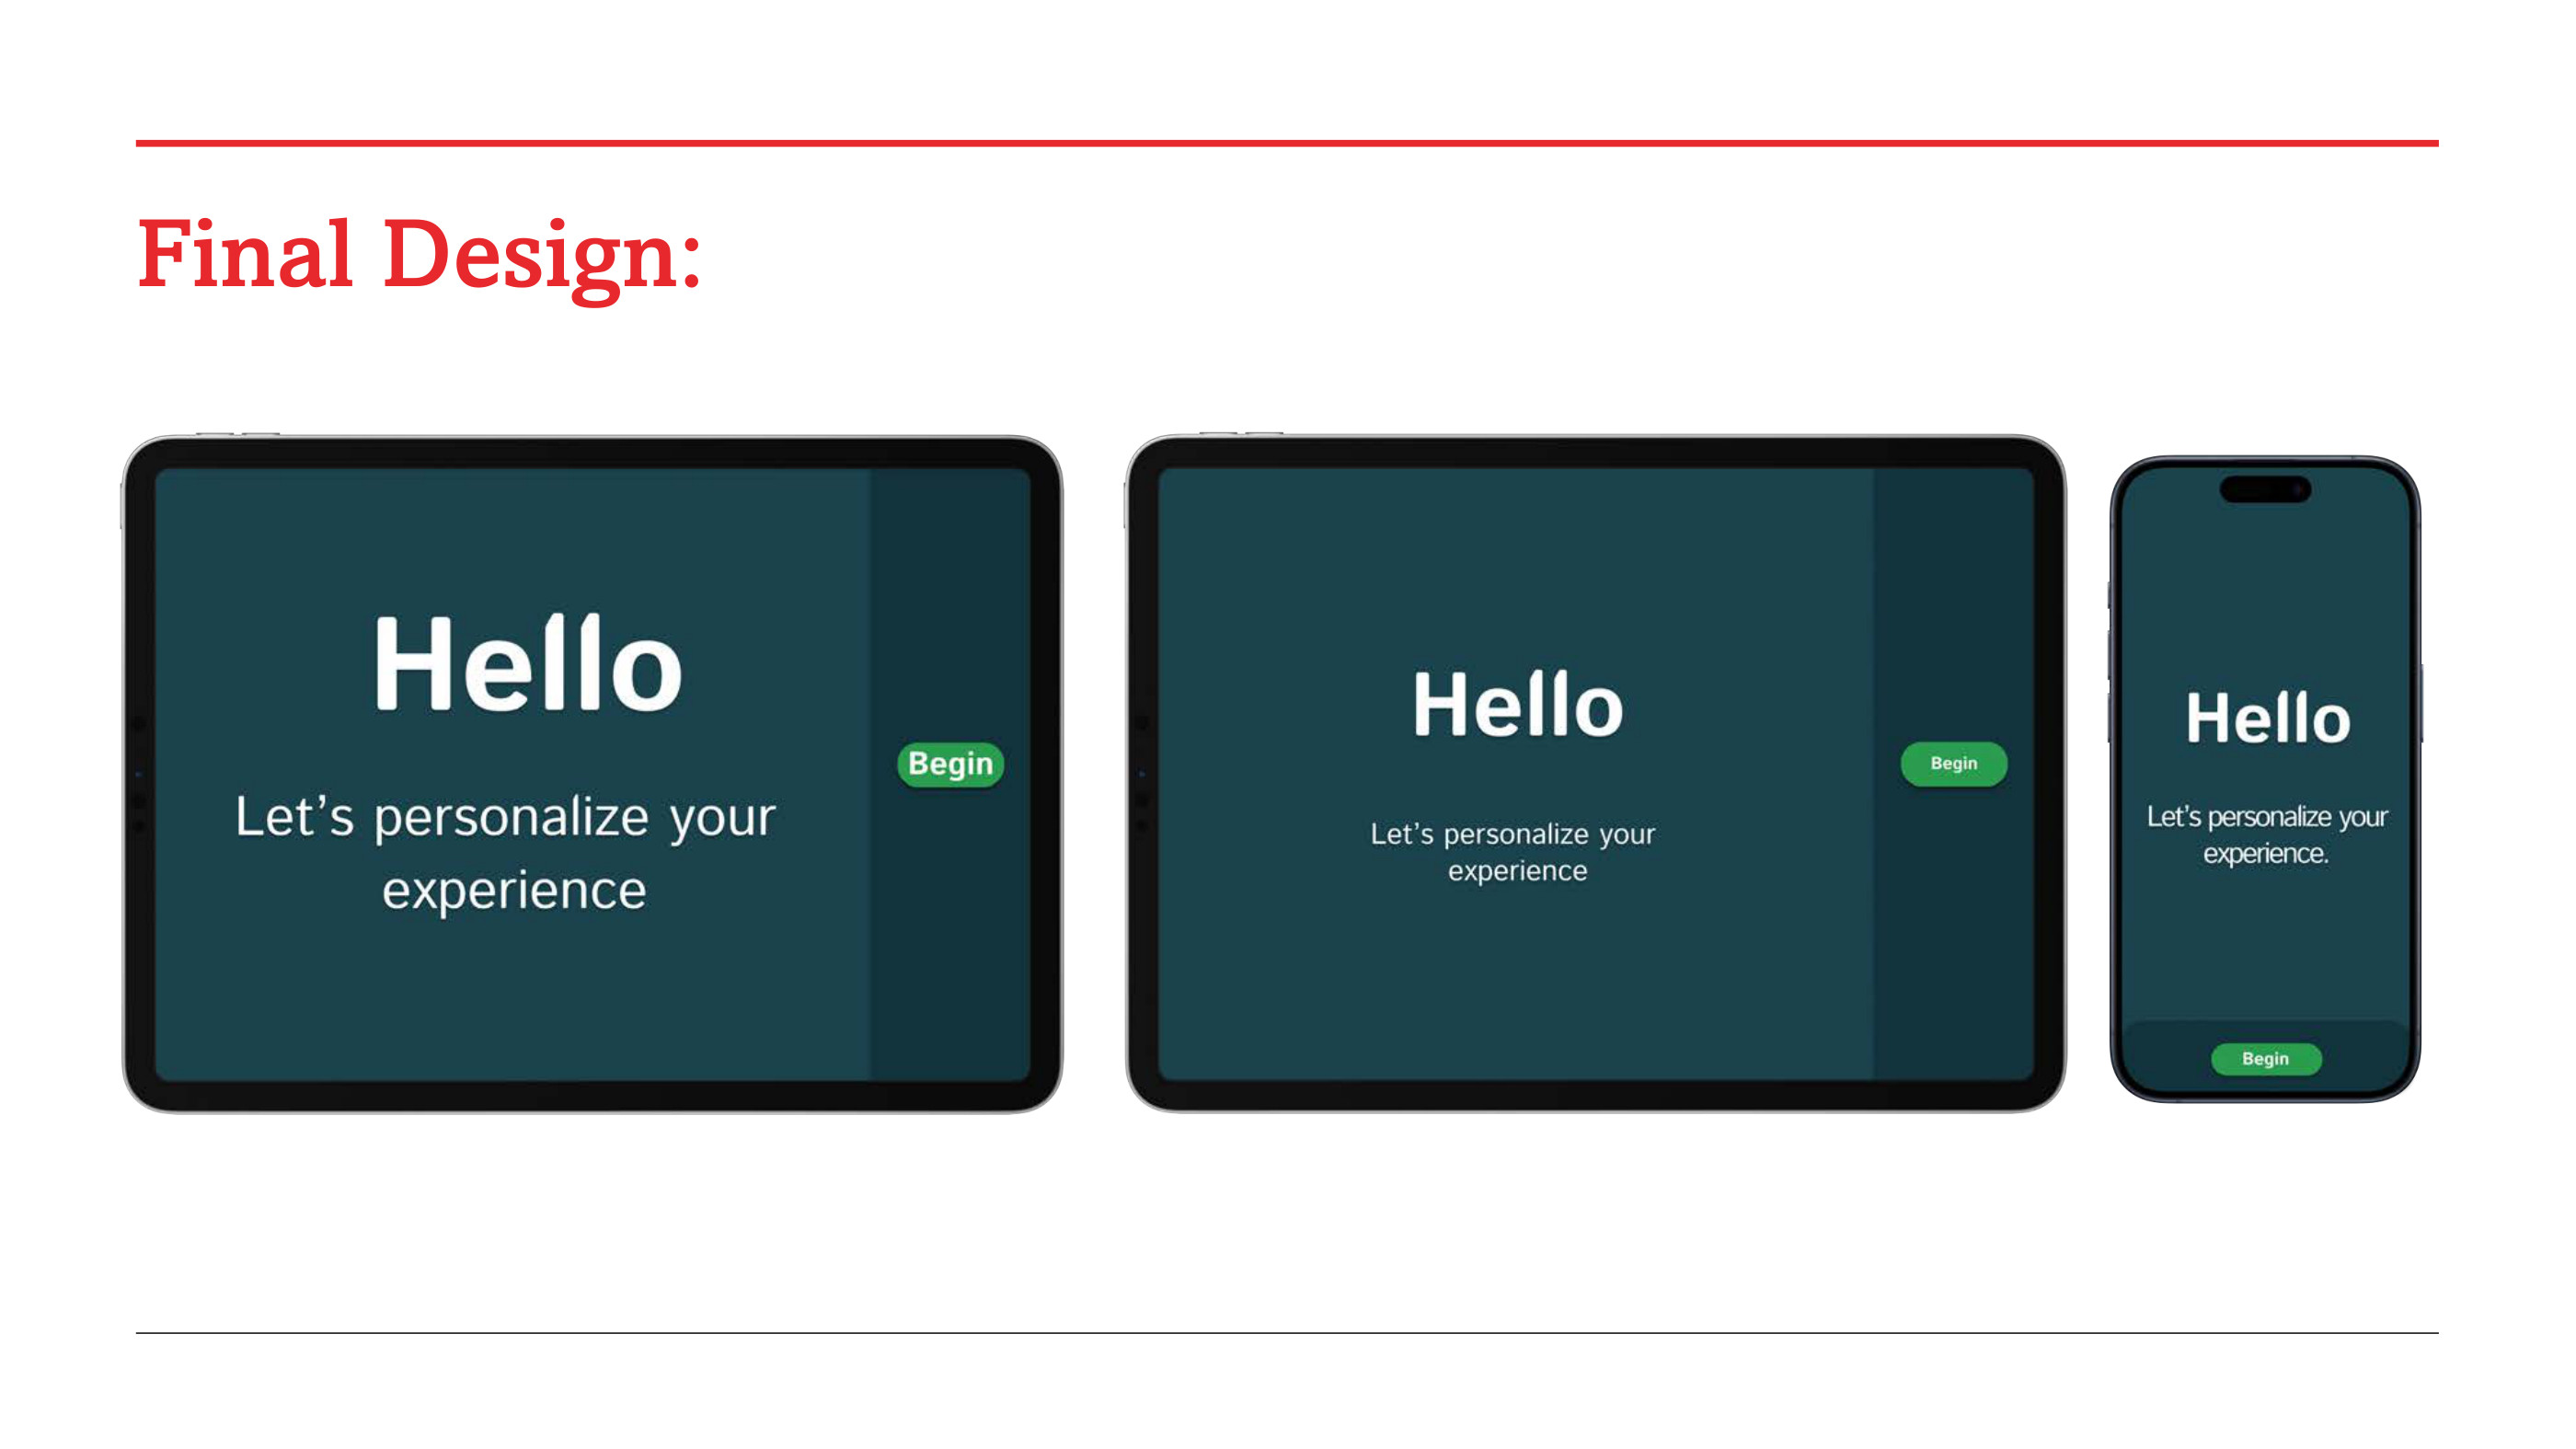 Final Design:
Hello
Let's personalize your
experience
Begin
Hello
Let's personalize your
experience
Begin
Hello
Let's personalize your
experience.
Begin